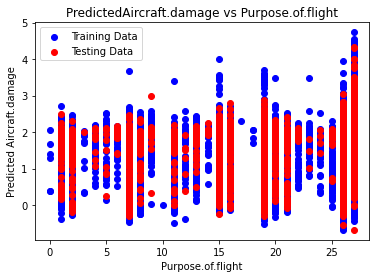 PredictedAircraft.damage vs Purpose.of.flight
5
Training Data
Testing Data
4
3
2
1
0
Predicted Aircraft.damage
0 5 10 15 20 25
Purpose.of.flight